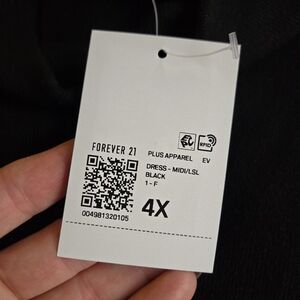 RFID
FOREVER 21
PLUS APPAREL EV
DRESS - MIDI/LSL
BLACK
1 - F
4X
004981320105